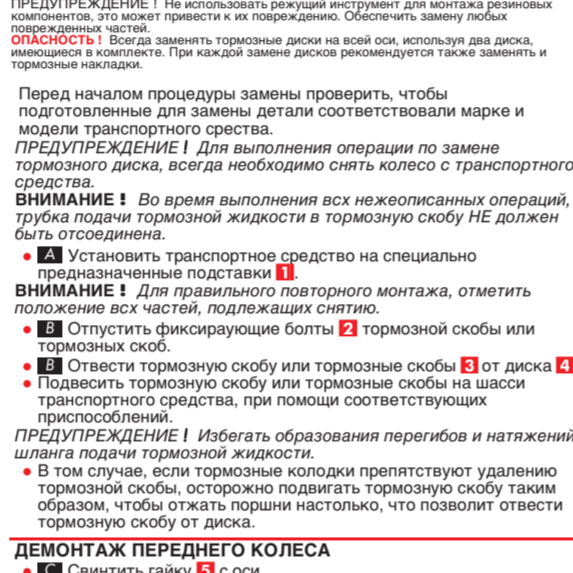 ПРЕДУПРЕЖДЕНИЕ ! Не использовать режущий инструмент для монтажа резиновых
компонентов, это может привести к их повреждению. Обеспечить замену любых
поврежденных частей.
ОПАСНОСТЬ ! Всегда заменять тормозные диски на всей оси, используя два диска,
имеющиеся в комплекте. При каждой замене дисков рекомендуется также заменять и
тормозные накладки.
Перед началом процедуры замены проверить, чтобы
подготовленные для замены детали соответствовали марке и
модели транспортного срества.
ПРЕДУПРЕЖДЕНИЕ ! Для выполнения операции по замене
тормозного диска, всегда необходимо снять колесо с транспортного
средства.
ВНИМАНИЕ ! Во время выполнения всх нежеописанных операций,
трубка подачи тормозной жидкости в тормозную скобу НЕ должен
быть отсоединена.
• A Установить транспортное средство на специально
предназначенные подставки 1.
ВНИМАНИЕ ! Для правильного повторного монтажа, отметить
положение всх частей, подлежащих снятию.
• B Отпустить фиксираующие болты 2 тормозной скобы или
тормозных скоб.
• B Отвести тормозную скобу или тормозные скобы 3 от диска 4
• Подвесить тормозную скобу или тормозные скобы на шасси
транспортного средства, при помощи соответствующих
приспособлений.
ПРЕДУПРЕЖДЕНИЕ ! Избегать образования перегибов и натяжений
шланга подачи тормозной жидкости.
• В том случае, если тормозные колодки препятствуют удалению
тормозной скобы, осторожно подвигать тормозную скобу таким
образом, чтобы отжать поршни настолько, что позволит отвести
тормозную скобу от диска.
ДЕМОНТАЖ ПЕРЕДНЕГО КОЛЕСА
• C Свинтить гайку 5 с оси